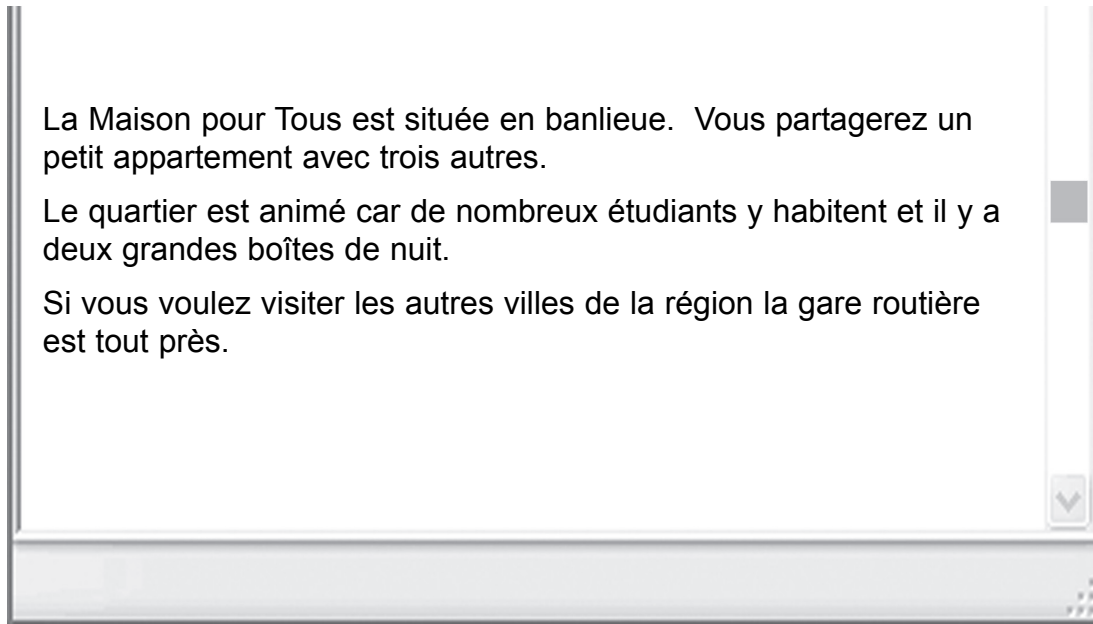 La Maison pour Tous est située en banlieue.  Vous partagerez un
petit appartement avec trois autres.
Le quartier est animé car de nombreux étudiants y habitent et il y a
deux grandes boîtes de nuit.
Si vous voulez visiter les autres villes de la région la gare routière
est tout près.